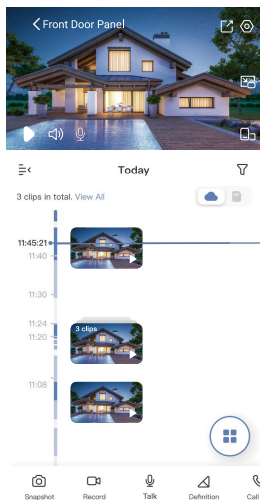 Front Door Panel
Today
3 clips in total. View All
11:45:21
11:40
11:30
11:24
3 clips
11:20
11:08
Snapshot
Record
Talk
Definition
Call